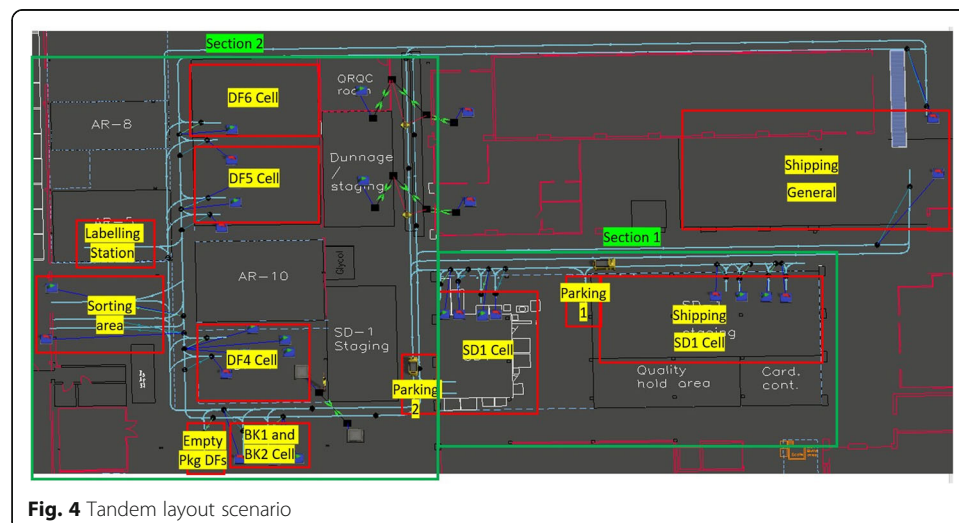 Section 2
DF6 Cell
QRQC
room
AR-8
Dunnage
/
staging
DF5 Cell
Shipping
General
Labelling
Station
Section 1
AR-10
Glycol
Sorting
area
Parking
1
Shipping
staging
SD1 Cell
SD-1
Staging
SD1 Cell
DF4 Cell
Quality
hold area
Card.
cont.
Parking
2
Empty
Pkg DFs
BK1 and
BK2 Cell
Fig. 4 Tandem layout scenario